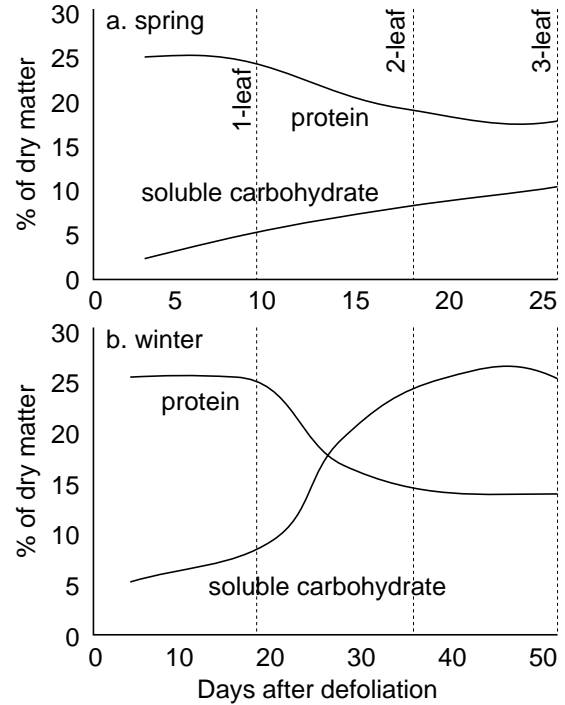 % of dry matter
30
25
20
15
10
5
0
a. spring
1-leaf
2-leaf
3-leaf
protein
soluble carbohydrate
0 5 10 15 20 25
% of dry matter
30
25
20
15
10
5
0
b. winter
protein
soluble carbohydrate
0 10 20 30 40 50
Days after defoliation